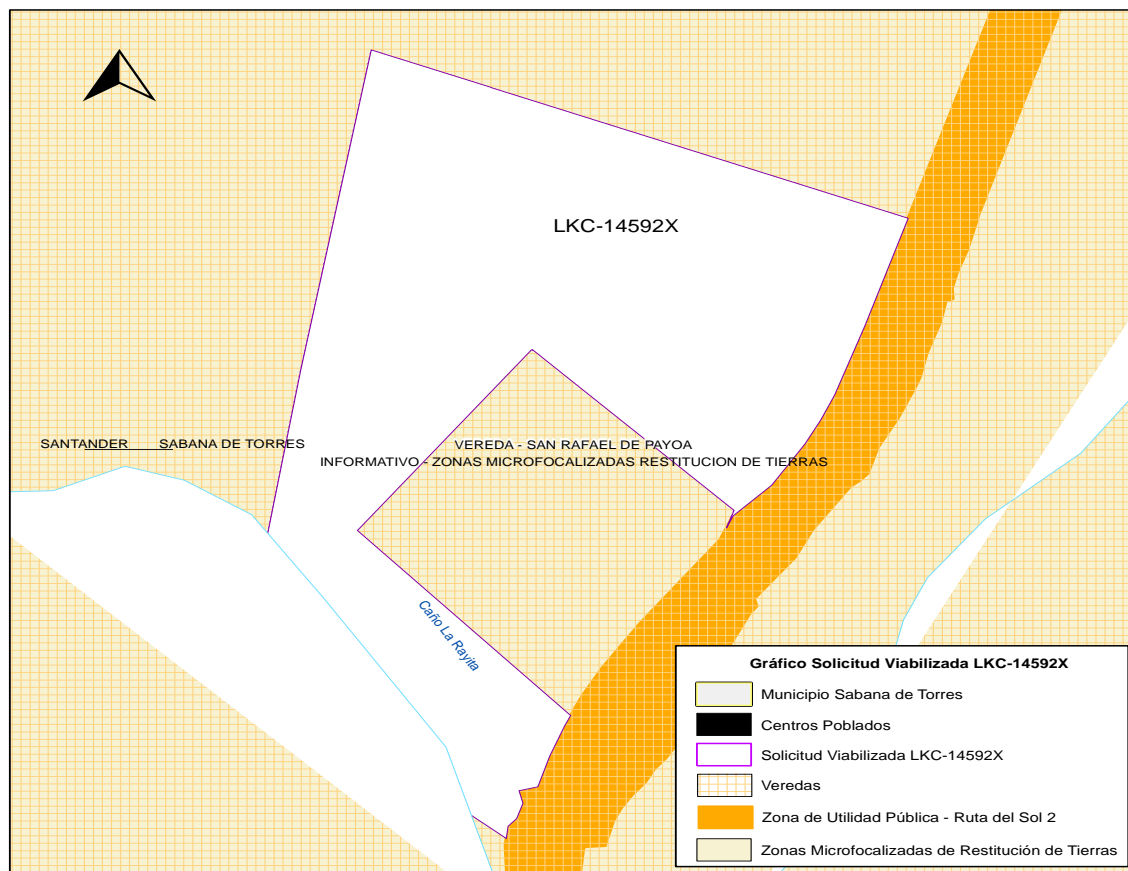 LKC-14592X
SANTANDER SABANA DE TORRES
VEREDA - SAN RAFAEL DE PAYOA
INFORMATIVO - ZONAS MICROFOCALIZADAS RESTITUCION DE TIERRAS
Caño La Rayita
Gráfico Solicitud Viabilizada LKC-14592X
Municipio Sabana de Torres
Centros Poblados
Solicitud Viabilizada LKC-14592X
Veredas
Zona de Utilidad Pública - Ruta del Sol 2
Zonas Microfocalizadas de Restitución de Tierras